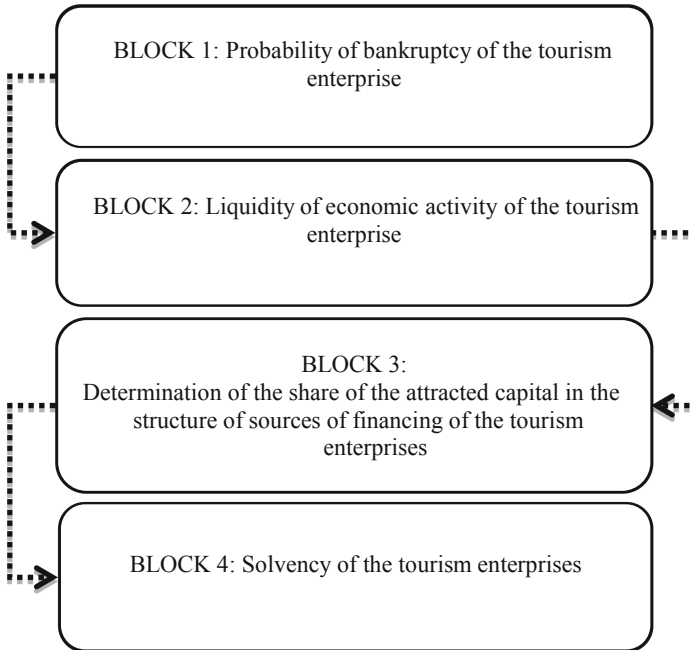 BLOCK 1: Probability of bankruptcy of the tourism
enterprise
BLOCK 2: Liquidity of economic activity of the tourism
enterprise
BLOCK 3:
Determination of the share of the attracted capital in the
structure of sources of financing of the tourism
enterprises
BLOCK 4: Solvency of the tourism enterprises